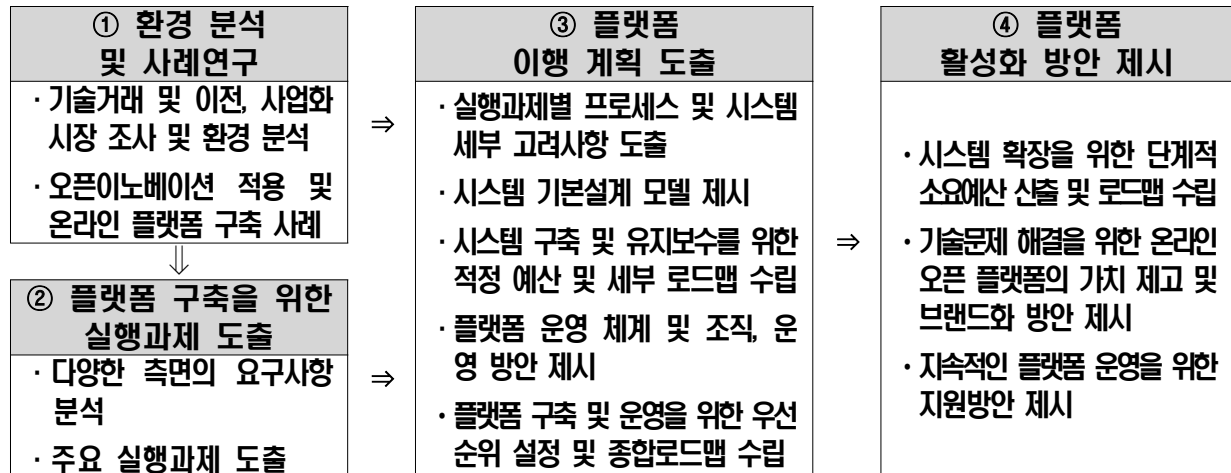 ① 환경 분석
및 사례연구
· 기술거래 및 이전, 사업화
시장 조사 및 환경 분석
· 오픈이노베이션 적용 및
온라인 플랫폼 구축 사례
⇓
② 플랫폼 구축을 위한
실행과제 도출
· 다양한 측면의 요구사항
분석
· 주요 실행과제 도출
⇒
⇒
③ 플랫폼
이행 계획 도출
· 실행과제별 프로세스 및 시스템
세부 고려사항 도출
· 시스템 기본설계 모델 제시
· 시스템 구축 및 유지보수를 위한
적정 예산 및 세부 로드맵 수립
· 플랫폼 운영 체계 및 조직, 운
영 방안 제시
· 플랫폼 구축 및 운영을 위한 우선
순위 설정 및 종합로드맵 수립
⇒
④ 플랫폼
활성화 방안 제시
· 시스템 확장을 위한 단계적
소요예산 산출 및 로드맵 수립
· 기술문제 해결을 위한 온라인
오픈 플랫폼의 가치 제고 및
브랜드화 방안 제시
· 지속적인 플랫폼 운영을 위한
지원방안 제시